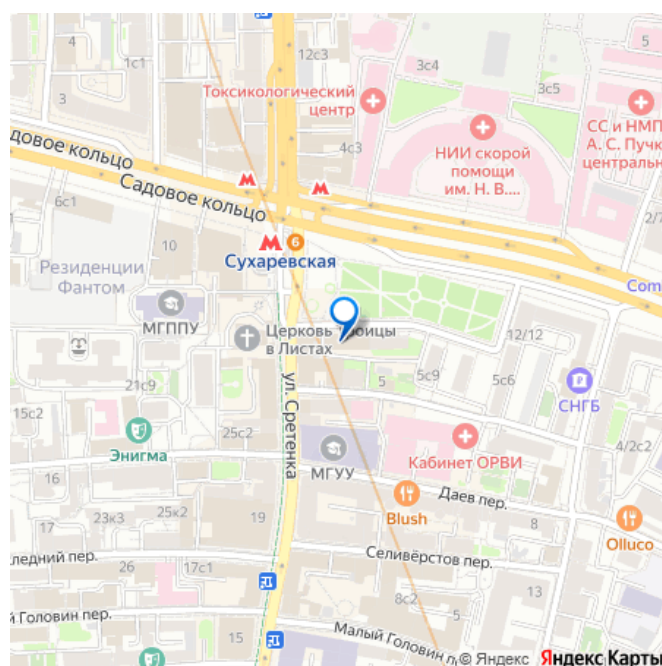 12с3
1с1
3с4
5
Токсикологический
центр
3с5
3
4с3
СС и НМП
А. С. Пучк
центральн
НИИ скорой
помощи
им. Н. В....
довое кольцо
Садовое кольцо
6с1
2/7
10
6
Сухаревская
Резиденции
Фантом
Com
МГППУ
Церковь Троицы
в Листах
12/12
21с9
5
5с9
5с6
СНГБ
15с2
25с2
4/2с2
Энигма
Кабинет ОРВИ
ул. Сретенка
МГУУ
16
Даев пер.
Blush
17
23к2
23к3
19
8
Olluco
ледний пер.
Селивёрстов пер.
26
17с1
13
й Головин пер.
8с2
15
Малый Головин п
© Яндекс
Яндекс Карты